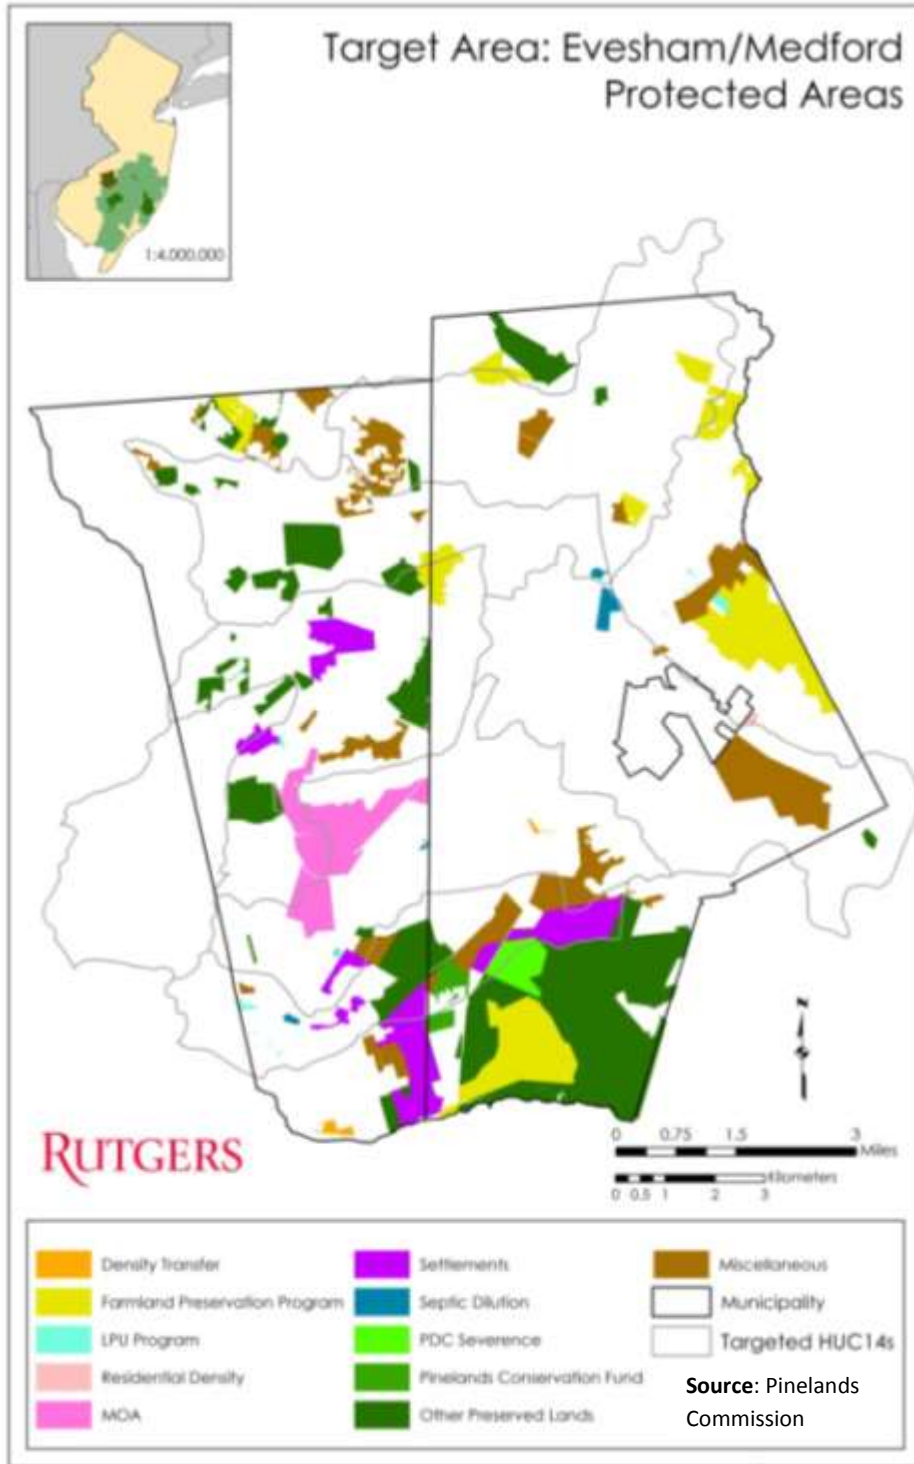 Target Area: Evesham/Medford
Protected Areas
1:4,000,000
N
RUTGERS
0 0.75 1.5 3
Miles
Kilometers
0 0.5 1 2 3
Density Transfer
Farmland Preservation Program
LPU Program
Residential Density
MOA
Settlements
Septic Dilution
PDC Severence
Pinelands Conservation Fund
Other Preserved Lands
Miscellaneous
Municipality
Targeted HUC14s
Source: Pinelands
Commission